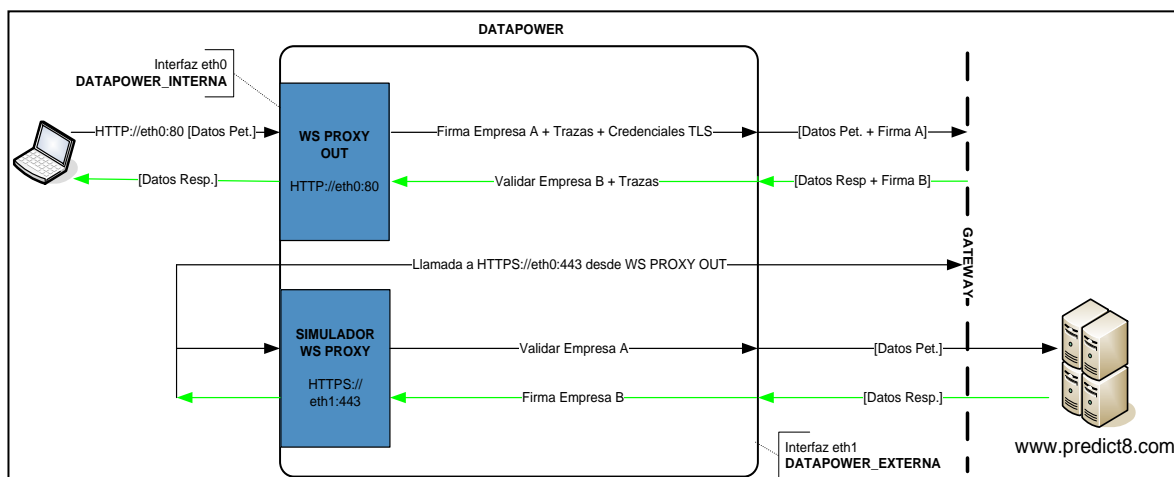 DATAPOWER
Interfaz eth0
DATAPOWER_INTERNA
HTTP://eth0:80 [Datos Pet.]
WS PROXY
OUT
HTTP://eth0:80
Firma Empresa A + Trazas + Credenciales TLS
[Datos Pet. + Firma A]
[Datos Resp.]
Validar Empresa B + Trazas
[Datos Resp + Firma B]
GATEWAY
Llamada a HTTPS://eth0:443 desde WS PROXY OUT
SIMULADOR
WS PROXY
HTTPS://
eth1:443
Validar Empresa A
[Datos Pet.]
Firma Empresa B
[Datos Resp.]
Interfaz eth1
DATAPOWER_EXTERNA
www.predict8.com